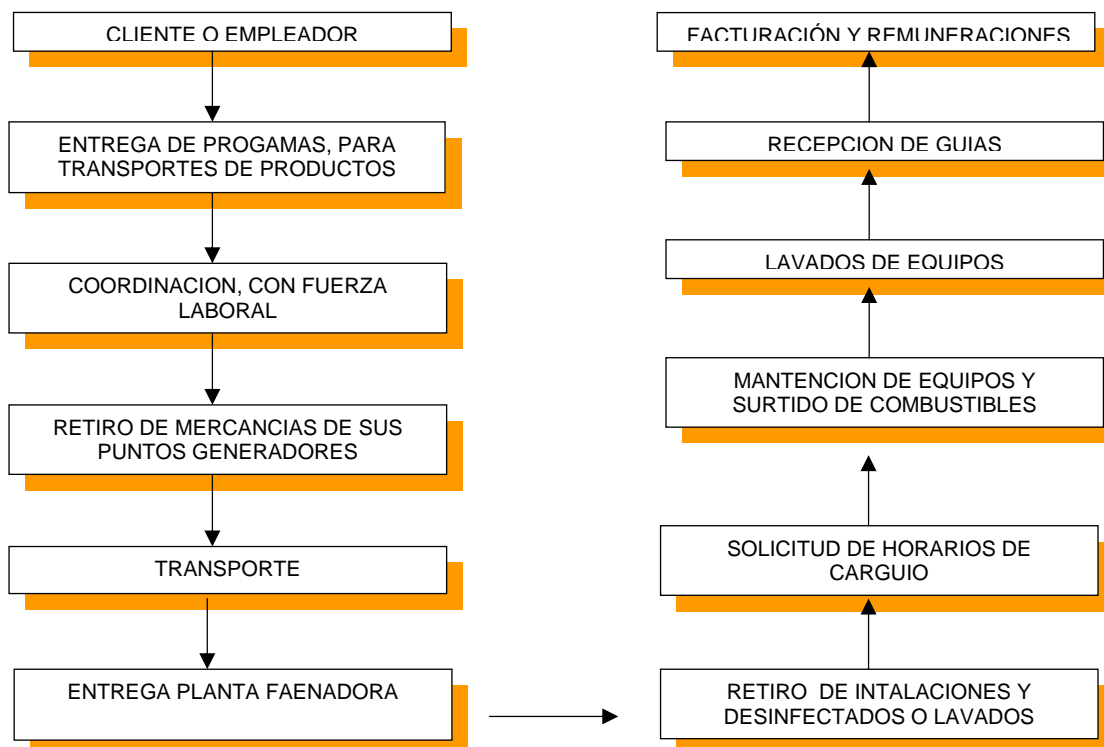 CLIENTE O EMPLEADOR
ENTREGA DE PROGAMAS, PARA
TRANSPORTES DE PRODUCTOS
COORDINACION, CON FUERZA
LABORAL
RETIRO DE MERCANCIAS DE SUS
PUNTOS GENERADORES
TRANSPORTE
ENTREGA PLANTA FAENADORA
RETIRO DE INTALACIONES Y
DESINFECTADOS O LAVADOS
SOLICITUD DE HORARIOS DE
CARGUIO
MANTENCION DE EQUIPOS Y
SURTIDO DE COMBUSTIBLES
LAVADOS DE EQUIPOS
RECEPCION DE GUIAS
FACTURACIÓN Y REMUNERACIONES